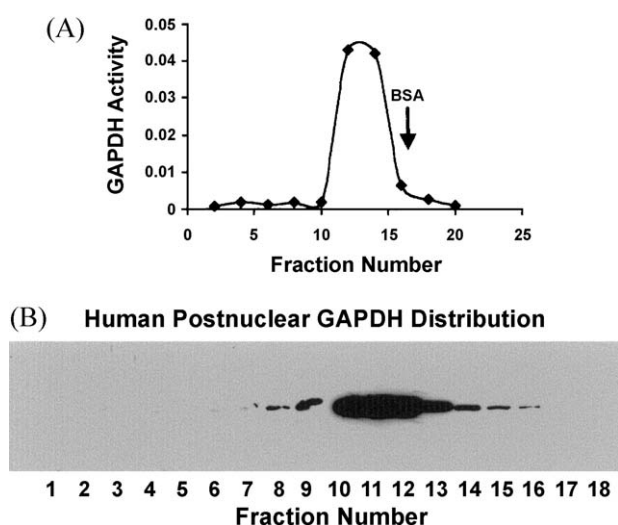 (A)
0.05
0.04
0.03
0.02
0.01
0
GAPDH Activity
BSA
0 5 10 15 20 25
Fraction Number
(B) Human Postnuclear GAPDH Distribution
1 2 3 4 5 6 7 8 9 10 11 12 13 14 15 16 17 18
Fraction Number